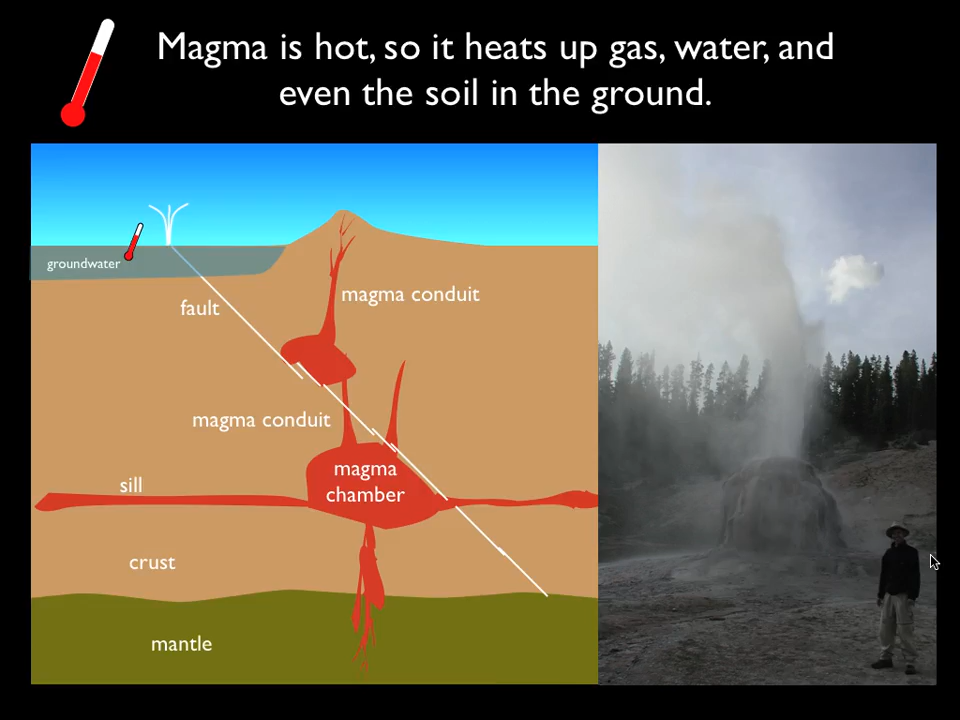 Magma is hot, so it heats up gas, water, and
even the soil in the ground.
groundwater
fault
magma conduit
magma conduit
magma
chamber
sill
crust
mantle